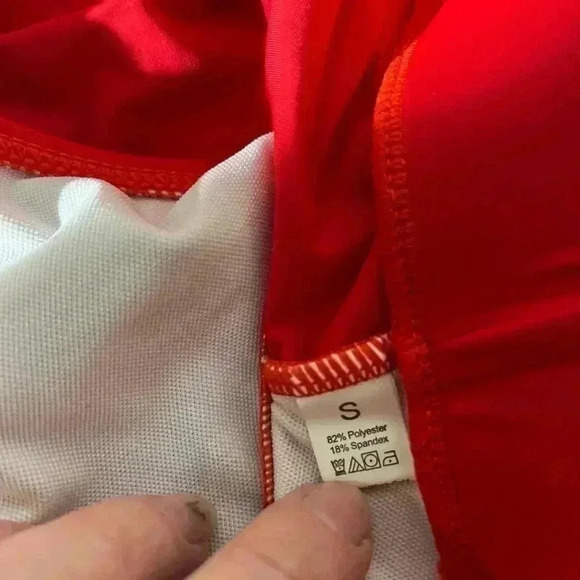 S
82% Polyester
18% Spandex